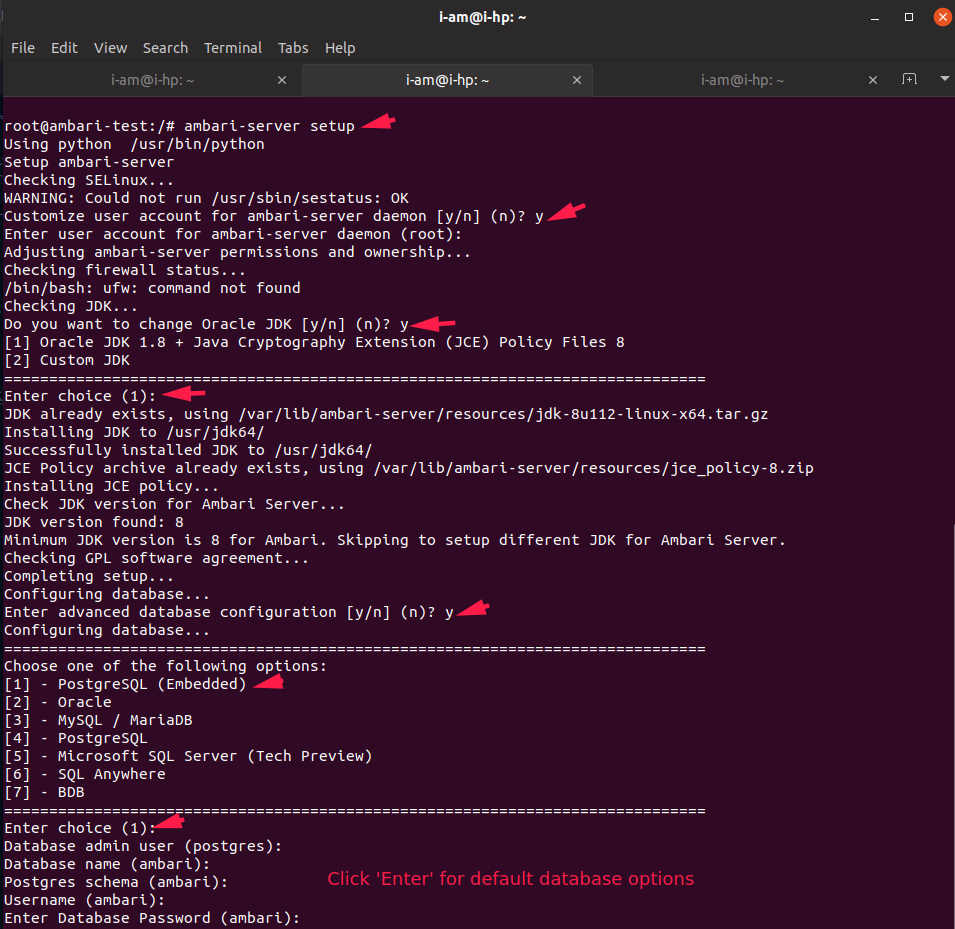 i-am@i-hp: ~
File Edit View Search Terminal Tabs Help
i-am@i-hp: ~ i-am@i-hp: ~ i-am@i-hp: ~
root@ambari-test:/# ambari-server setup
Using python  /usr/bin/python
Setup ambari-server
Checking SELinux...
WARNING: Could not run /usr/sbin/sestatus: OK
Customize user account for ambari-server daemon [y/n] (n)? y
Enter user account for ambari-server daemon (root):
Adjusting ambari-server permissions and ownership...
Checking firewall status...
/bin/bash: ufw: command not found
Checking JDK...
Do you want to change Oracle JDK [y/n] (n)? y
[1] Oracle JDK 1.8 + Java Cryptography Extension (JCE) Policy Files 8
[2] Custom JDK
==============================================================================
Enter choice (1):
JDK already exists, using /var/lib/ambari-server/resources/jdk-8u112-linux-x64.tar.gz
Installing JDK to /usr/jdk64/
Successfully installed JDK to /usr/jdk64/
JCE Policy archive already exists, using /var/lib/ambari-server/resources/jce_policy-8.zip
Installing JCE policy...
Check JDK version for Ambari Server...
JDK version found: 8
Minimum JDK version is 8 for Ambari. Skipping to setup different JDK for Ambari Server.
Checking GPL software agreement...
Completing setup...
Configuring database...
Enter advanced database configuration [y/n] (n)? y
Configuring database...
==============================================================================
Choose one of the following options:
[1] - PostgreSQL (Embedded)
[2] - Oracle
[3] - MySQL / MariaDB
[4] - PostgreSQL
[5] - Microsoft SQL Server (Tech Preview)
[6] - SQL Anywhere
[7] - BDB
==============================================================================
Enter choice (1):
Database admin user (postgres):
Database name (ambari):
Postgres schema (ambari):
Click 'Enter' for default database options
Username (ambari):
Enter Database Password (ambari):